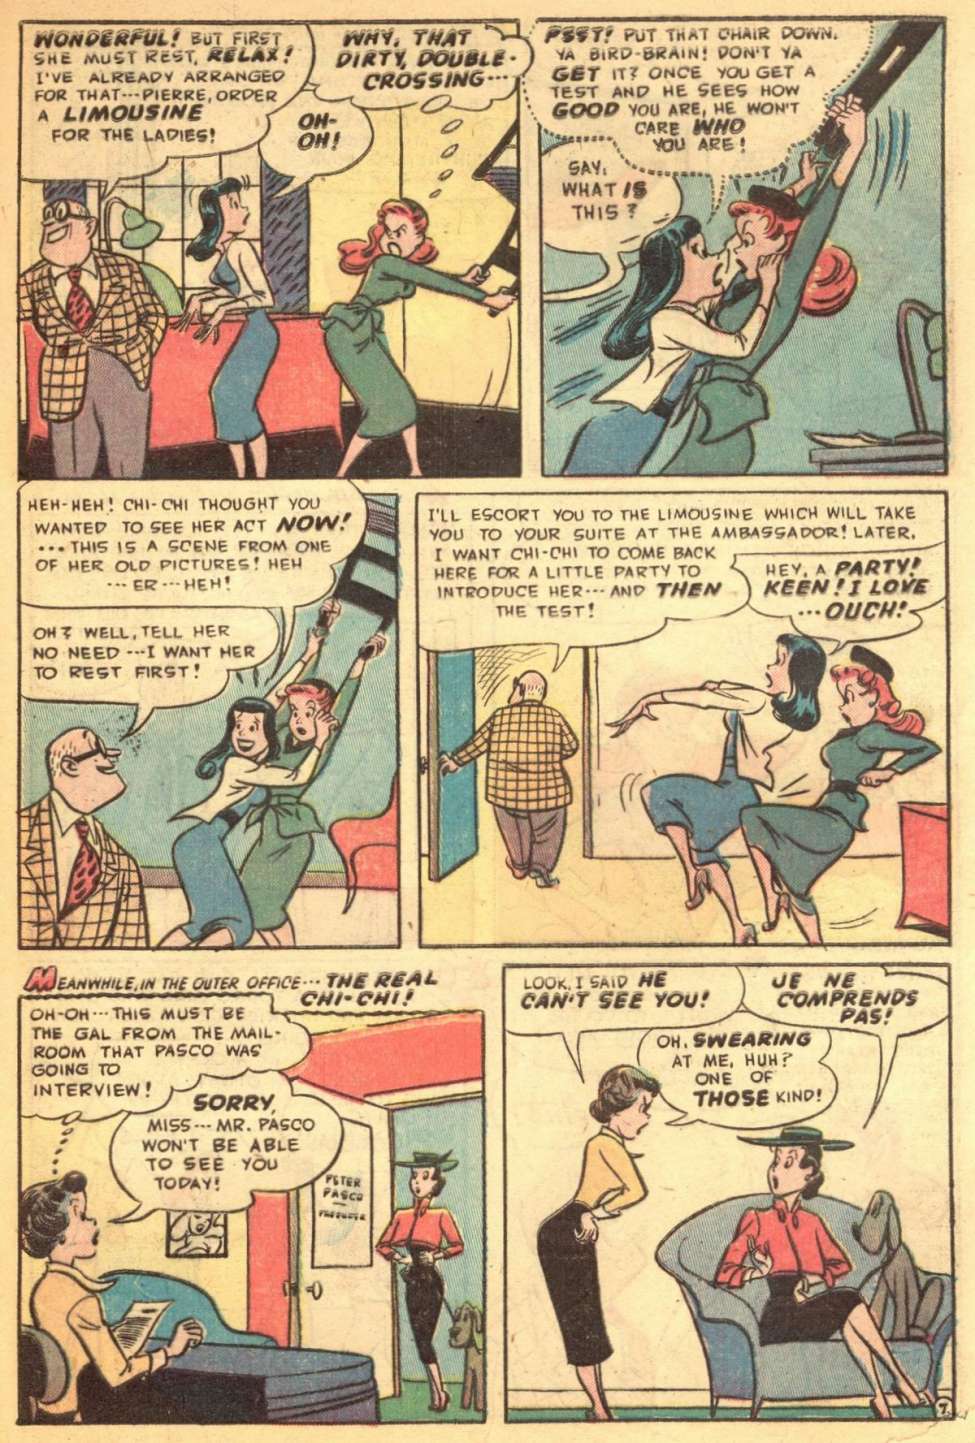 WONDERFUL! BUT FIRST
SHE MUST REST, RELAX!
I'VE ALREADY ARRANGED
FOR THAT---PIERRE, ORDER
A LIMOUSINE
FOR THE LADIES!
OH-
OH!
WHY, THAT
DIRTY, DOUBLE-
CROSSING---
PSST! PUT THAT CHAIR DOWN,
YA BIRD-BRAIN! DON'T YA
GET IT? ONCE YOU GET A
TEST AND HE SEES HOW
GOOD YOU ARE, HE WON'T
CARE WHO
YOU ARE!
SAY,
WHAT IS
THIS?
HEH-HEH! CHI-CHI THOUGHT YOU
WANTED TO SEE HER ACT NOW!
---THIS IS A SCENE FROM ONE
OF HER OLD PICTURES! HEH
---ER---HEH!
OH? WELL, TELL HER
NO NEED---I WANT HER
TO REST FIRST!
I'LL ESCORT YOU TO THE LIMOUSINE WHICH WILL TAKE
YOU TO YOUR SUITE AT THE AMBASSADOR! LATER,
I WANT CHI-CHI TO COME BACK
HERE FOR A LITTLE PARTY TO
INTRODUCE HER---AND THEN
THE TEST!
HEY, A PARTY!
KEEN! I LOVE
---OUCH!
MEANWHILE, IN THE OUTER OFFICE--- THE REAL
CHI-CHI!
OH-OH---THIS MUST BE
THE GAL FROM THE MAIL-
ROOM THAT PASCO WAS
GOING TO
INTERVIEW!
SORRY,
MISS--- MR. PASCO
WON'T BE ABLE
TO SEE YOU
TODAY!
PETER
PASCO
PRODUCER
LOOK, I SAID HE
CAN'T SEE YOU!
JE NE
COMPRENDS
PAS!
OH, SWEARING
AT ME, HUH?
ONE OF
THOSE KIND!
7